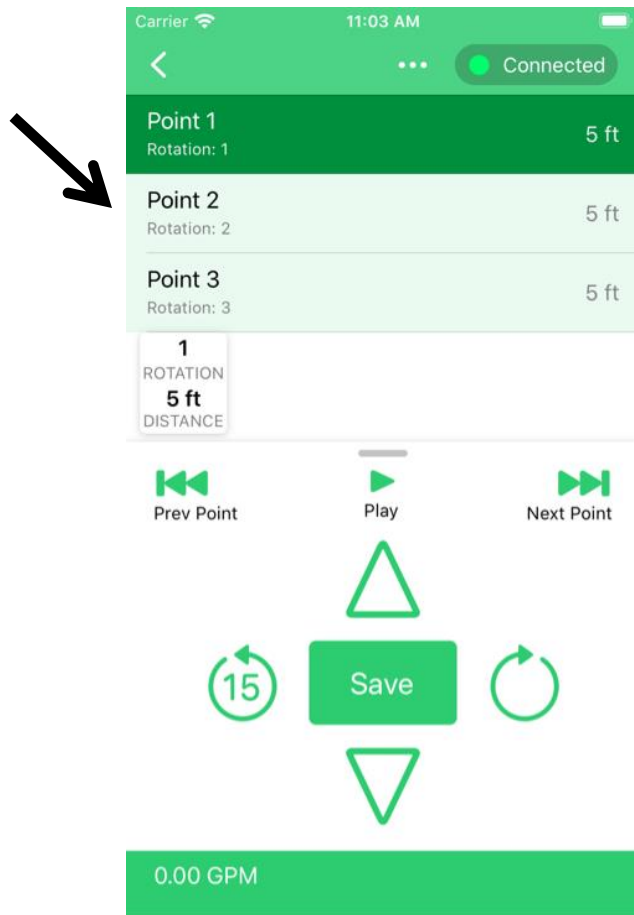 Carrier 11:03 AM
Connected
Point 1
Rotation: 1
5 ft
Point 2
Rotation: 2
5 ft
Point 3
Rotation: 3
5 ft
1
ROTATION
5 ft
DISTANCE
Prev Point Play Next Point
15 Save
0.00 GPM